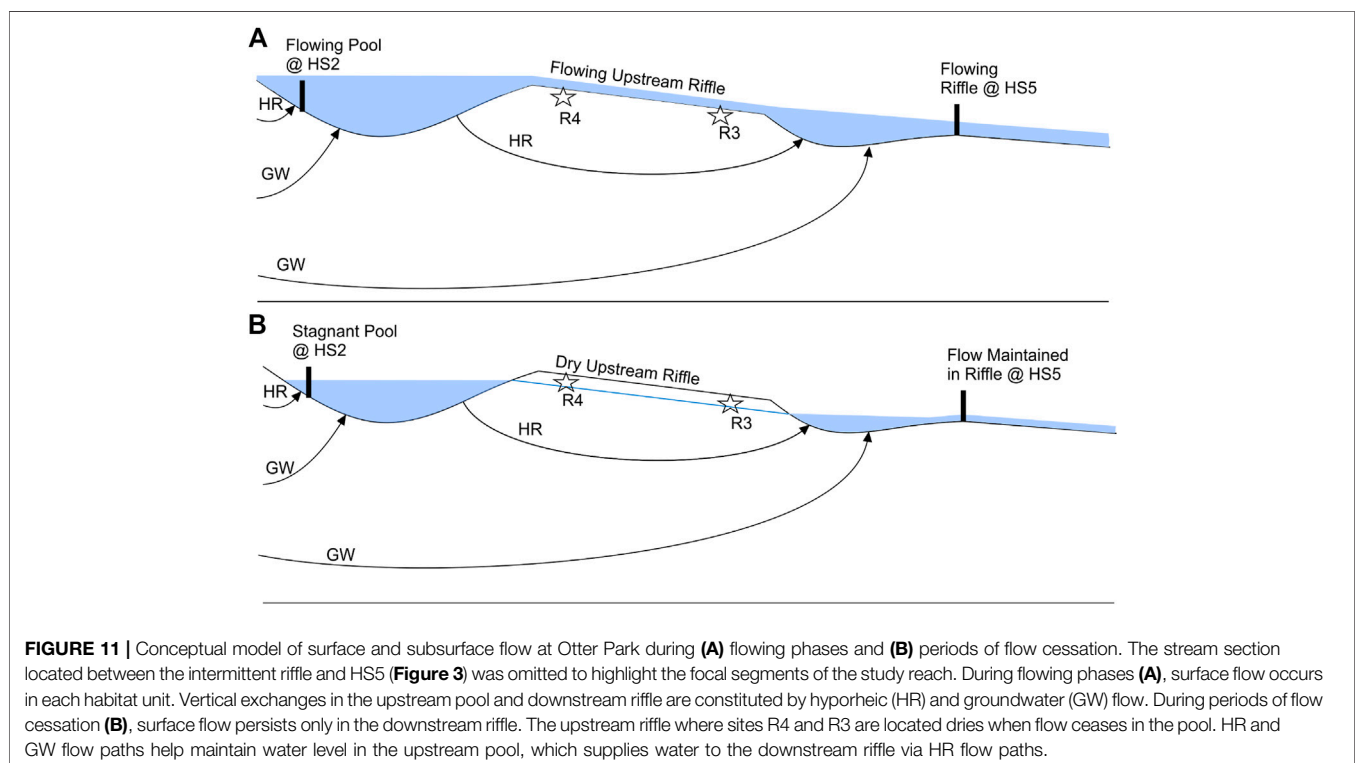 A
Flowing Pool
@ HS2
Flowing Upstream Riffle
Flowing
Riffle @ HS5
HR
R4
R3
HR
GW
GW
B
Stagnant Pool
@ HS2
Dry Upstream Riffle
Flow Maintained
in Riffle @ HS5
HR
R4
R3
HR
GW
GW
FIGURE 11 | Conceptual model of surface and subsurface flow at Otter Park during (A) flowing phases and (B) periods of flow cessation. The stream section
located between the intermittent riffle and HS5 (Figure 3) was omitted to highlight the focal segments of the study reach. During flowing phases (A), surface flow occurs
in each habitat unit. Vertical exchanges in the upstream pool and downstream riffle are constituted by hyporheic (HR) and groundwater (GW) flow. During periods of flow
cessation (B), surface flow persists only in the downstream riffle. The upstream riffle where sites R4 and R3 are located dries when flow ceases in the pool. HR and
GW flow paths help maintain water level in the upstream pool, which supplies water to the downstream riffle via HR flow paths.